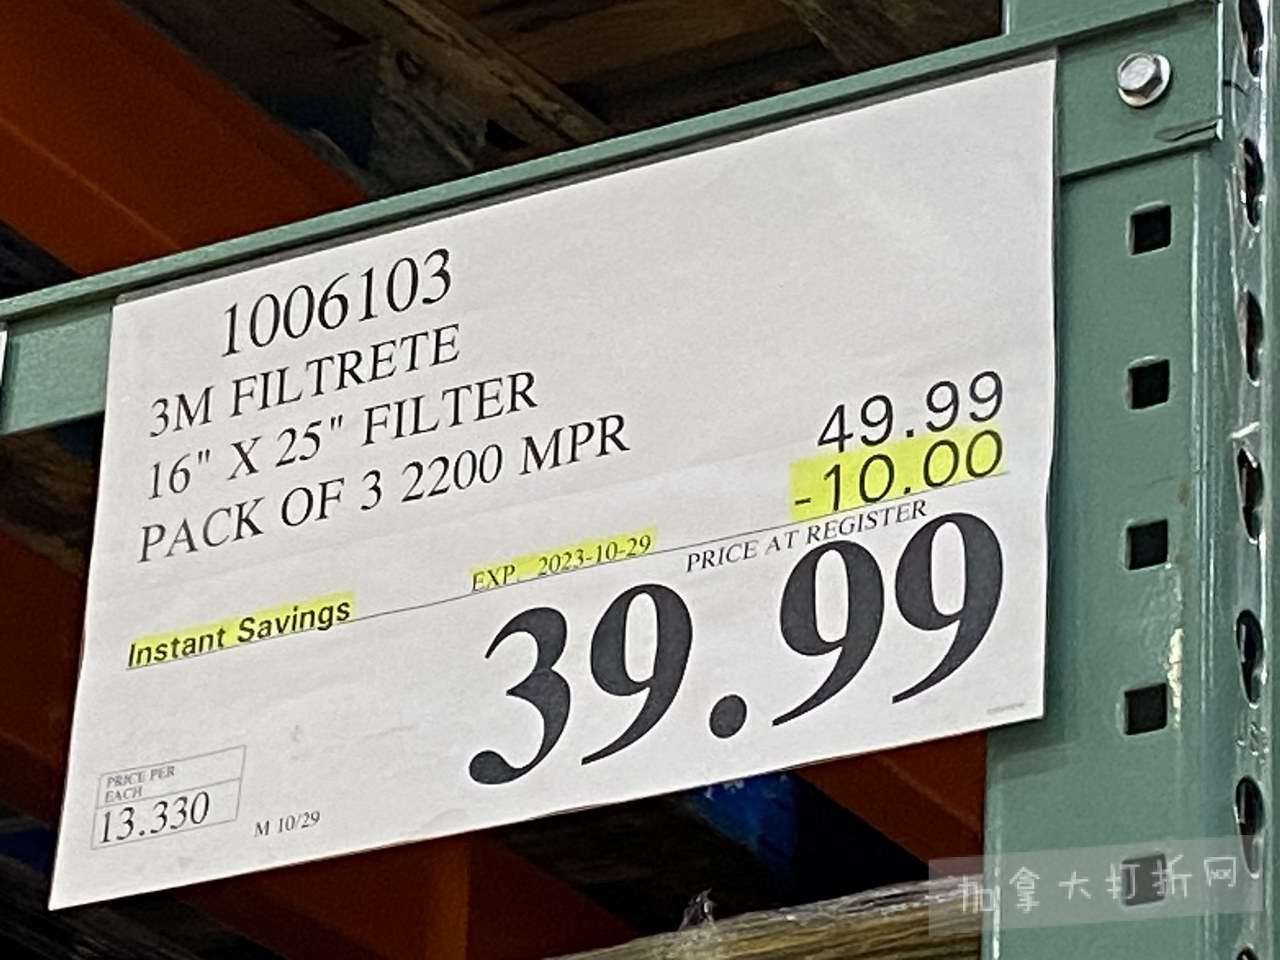 1006103
3M FILTRETE
16" X 25" FILTER
PACK OF 3 2200 MPR
49.99
-10.00
EXP. 2023-10-29
PRICE AT REGISTER
Instant Savings
39.99
PRICE PER
EACH
13.330
M 10/29
加拿大打折网